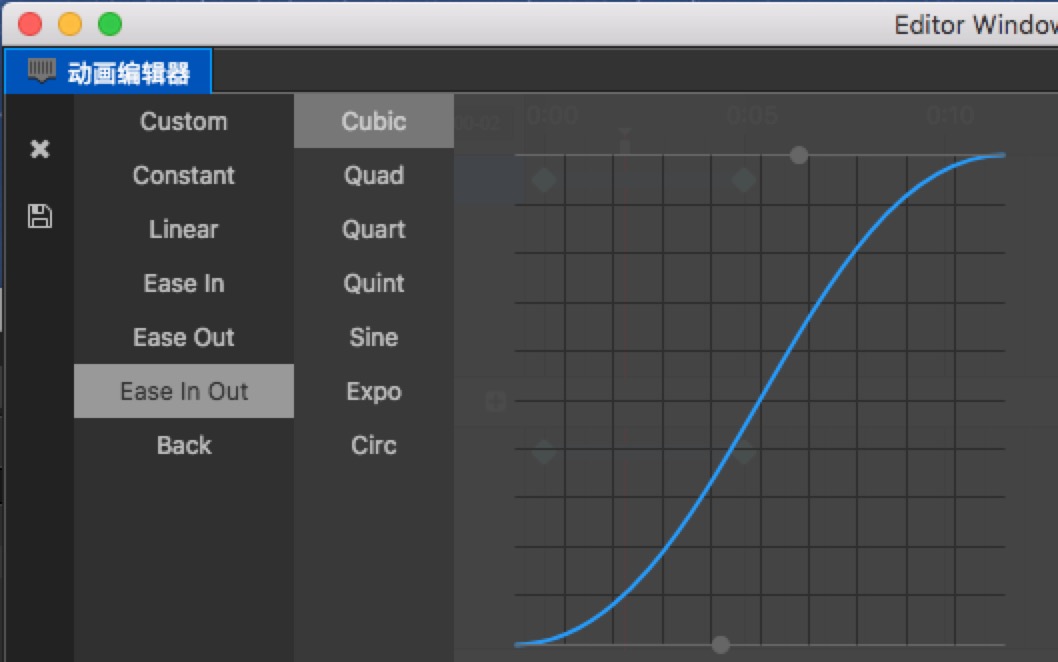 Editor Window
动画编辑器
Custom
Constant
Linear
Ease In
Ease Out
Ease In Out
Back
Cubic
Quad
Quart
Quint
Sine
Expo
Circ
00-02
0:00
0:05
0:10